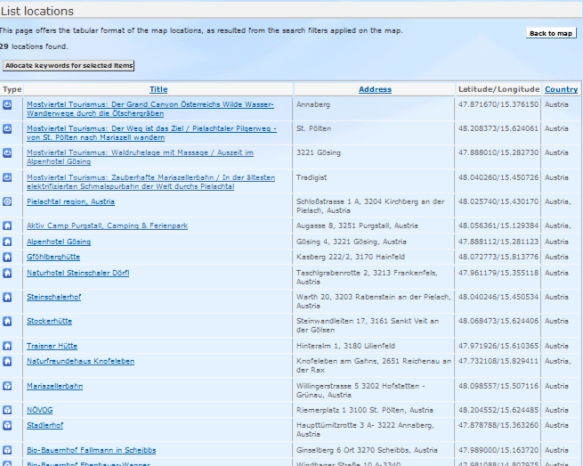 List locations
This page offers the tabular format of the map locations, as resulted from the search filters applied on the map.
Back to map
29 locations found.
Allocate keywords for selected items
Type Title Address Latitude/Longitude Country
Mostviertel Tourismus: Der Grand Canyon Österreichs Wilde Wasser- Annaberg 47.871670/15.376150 Austria
Wanderwege durch die Ötschergräben
Mostviertel Tourismus: Der Weg ist das Ziel / Pielachtaler Pilgerweg - St. Pölten 48.208373/15.624061 Austria
von St. Pölten nach Mariazell wandern
Mostviertel Tourismus: Waldruhelage mit Massage / Auszeit im 3221 Gösing 47.888010/15.282730 Austria
Alpenhotel Gösing
Mostviertel Tourismus: Zauberhafte Mariazellerbahn / In der ältesten Tradigist 48.040260/15.450726 Austria
elektrifizierten Schmalspurbahn der Welt durchs Pielachtal
Pielachtal region, Austria Schloßstrasse 1 A, 3204 Kirchberg an der 48.025740/15.430170 Austria,
Pielach, Austria
Aktiv Camp Purgstall, Camping & Ferienpark Augasse 8, 3251 Purgstall, Austria 48.056361/15.129384 Austria,
Alpenhotel Gösing Gösing 4, 3221 Gösing, Austria 47.888112/15.281123 Austria
Gföhlberghütte Kasberg 222/2, 3170 Hainfeld 48.072773/15.813776 Austria,
Naturhotel Steinschaler Dörfl Taschlgrabenrotte 2, 3213 Frankenfels, 47.961179/15.355118 Austria
Austria
Steinschalerhof Warth 20, 3203 Rabenstein an der Pielach, 48.040246/15.450534 Austria
Austria
Stockerhütte Steinwandleiten 17, 3161 Sankt Veit an 48.068473/15.624406 Austria,
der Gölsen
Traisner Hütte Hinteralm 1, 3180 Lilienfeld 47.971926/15.610365 Austria,
Naturfreundehaus Knofeleben Knofeleben am Gahns, 2651 Reichenau an 47.732108/15.829411 Austria,
der Rax
Mariazellerbahn Willingerstrasse 5 3202 Hofstetten - 48.098557/15.507116 Austria
Grünau, Austria
NÖVOG Riemerplatz 1 3100 St. Pölten, Austria 48.204552/15.624485 Austria
Stadlerhof Haupttürnitzrotte 3 A- 3222 Annaberg, 47.878788/15.363260 Austria
Austria
Bio-Bauernhof Fallmann in Scheibbs Ginselberg 6 Ort 3270 Scheibbs, Austria 47.989000/15.163720 Austria
Bio-Bauernhof Ebenbauer-Wagner 47.981088/14.807975 Austria